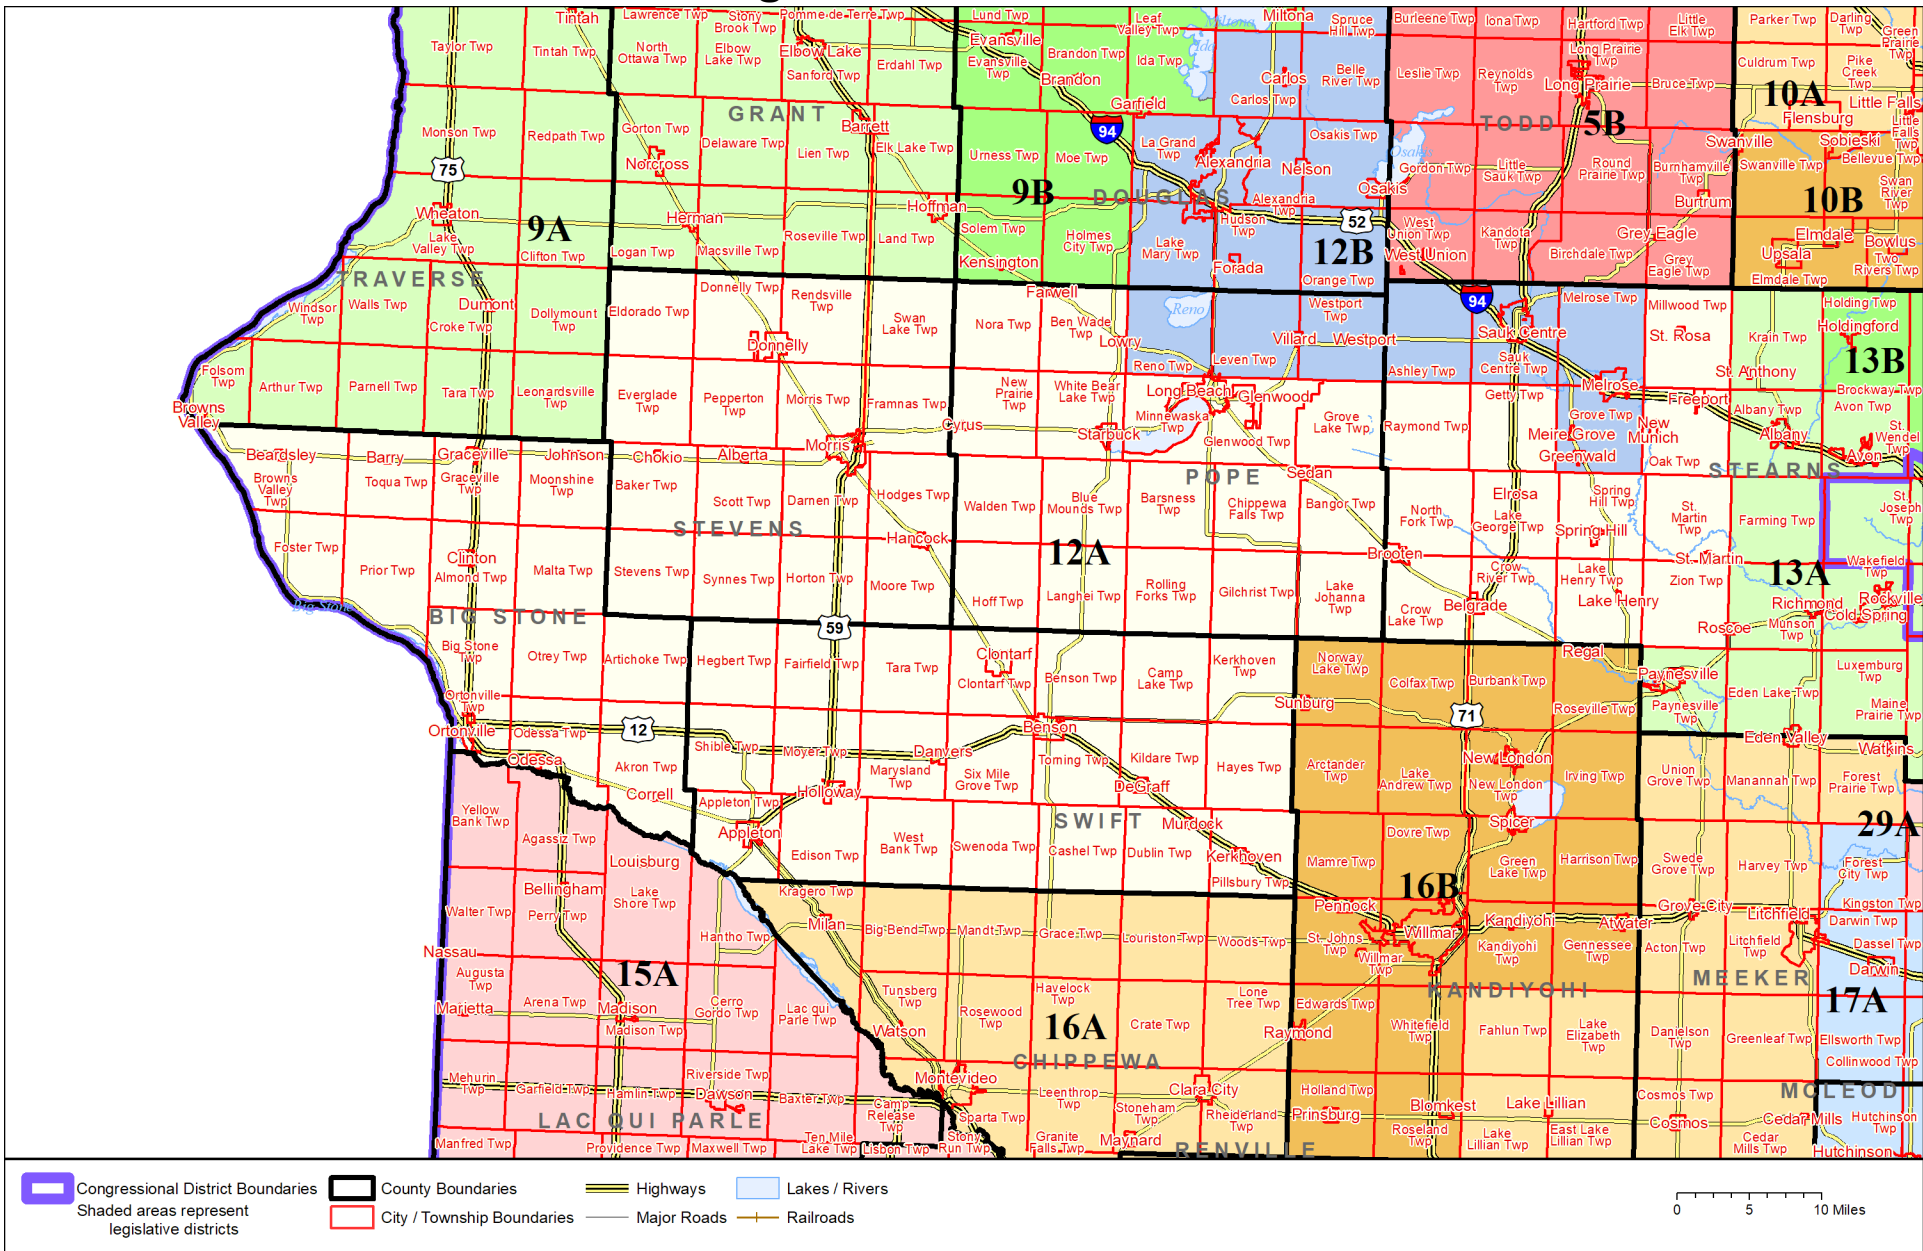 Tintah
Lawrence Twp
Stony
Brook Twp
Pomme de Terre Twp
Lund Twp
Leaf
Valley Twp
Miltona
Miltona
Spruce
Hill Twp
Burleene Twp
Iona Twp
Hartford Twp
Little
Elk Twp
Parker Twp
Darling
Twp
Green
Prairie
Twp
Taylor Twp
Tintah Twp
North
Ottawa Twp
Elbow
Lake Twp
Elbow Lake
Sanford Twp
Erdahl Twp
Evansville
Evansville
Twp
Brandon Twp
Brandon
Ida Twp
Ida
Carlos
Carlos Twp
Belle
River Twp
Leslie Twp
Reynolds
Twp
Long Prairie
Twp
Long Prairie
Bruce Twp
Culdrum Twp
Pike
Creek
Twp
10A
Little Falls
Flensburg
Little
Falls
Twp
GRANT
Garfield
94
TODD
5B
Monson Twp
Redpath Twp
Gorton Twp
Norcross
Delaware Twp
Barrett
Lien Twp
Elk Lake Twp
Urness Twp
Moe Twp
La Grand
Twp
Alexandria
Osakis Twp
Nelson
Osakis
Gordon Twp
Little
Sauk Twp
Round
Prairie Twp
Burnhamville
Twp
Swanville
Swanville Twp
Sobieski
Bellevue Twp
75
9B
DOUGLAS
Alexandria
Twp
Osakis
Burtrum
10B
Swan
River
Twp
Wheaton
9A
Lake
Valley Twp
Clifton Twp
Herman
Logan Twp
Macsville Twp
Roseville Twp
Hoffman
Land Twp
Solem Twp
Kensington
Holmes
City Twp
Lake
Mary Twp
Hudson
Twp
52
Forada
12B
Orange Twp
West
Union Twp
West Union
Kandota
Twp
Birchdale Twp
Grey Eagle
Grey
Eagle Twp
Elmdale
Upsala
Elmdale Twp
Bowlus
Two
Rivers Twp
TRAVERSE
Windsor
Twp
Walls Twp
Dumont
Croke Twp
Dollymount
Twp
Eldorado Twp
Donnelly Twp
Rendsville
Twp
Donnelly
Swan
Lake Twp
Nora Twp
Farwell
Ben Wade
Twp
Lowry
Reno
Reno Twp
Leven Twp
Villard
Westport
Twp
Westport
94
Sauk Centre
Sauk
Centre Twp
Ashley Twp
Melrose Twp
Melrose
Millwood Twp
St. Rosa
Krain Twp
St. Anthony
Holding Twp
Holdingford
13B
Brockway Twp
Folsom
Twp
Browns
Valley
Arthur Twp
Parnell Twp
Tara Twp
Leonardsville
Twp
Everglade
Twp
Pepperton
Twp
Morris Twp
Framnas Twp
Cyrus
New
Prairie
Twp
White Bear
Lake Twp
Starbuck
Long Beach
Minnewaska
Twp
Glenwood
Glenwood Twp
Grove
Lake Twp
Raymond Twp
Getty Twp
Grove Twp
Meire Grove
Greenwald
New
Munich
Freeport
Oak Twp
Albany Twp
Albany
Avon Twp
Avon
St.
Wendel
Twp
Beardsley
Browns
Valley
Twp
Barry
Toqua Twp
Graceville
Graceville
Twp
Johnson
Moonshine
Twp
Chokio
Baker Twp
Alberta
Scott Twp
Morris
Darnen Twp
Hodges Twp
Walden Twp
Blue
Mounds Twp
Barsness
Twp
POPE
Chippewa
Falls Twp
Sedan
Bangor Twp
North
Fork Twp
Elrosa
Lake
George Twp
Spring
Hill Twp
Spring Hill
St.
Martin
Twp
STEARNS
Farming Twp
St.
Joseph
Twp
STEVENS
Hancock
12A
Brooten
Foster Twp
Prior Twp
Clinton
Almond Twp
Malta Twp
Stevens Twp
Synnes Twp
Horton Twp
Moore Twp
Hoff Twp
Langhei Twp
Rolling
Forks Twp
Gilchrist Twp
Lake
Johanna
Twp
Crow
River Twp
Crow
Lake Twp
Belgrade
Lake
Henry Twp
Lake Henry
St. Martin
Zion Twp
13A
Wakefield
Twp
Richmond
Munson
Twp
Rockville
Cold Spring
Roscoe
Big Stone
BIG STONE
Big Stone
Twp
Otrey Twp
Artichoke Twp
Hegbert Twp
59
Fairfield Twp
Tara Twp
Clontarf
Clontarf Twp
Benson Twp
Camp
Lake Twp
Kerkhoven
Twp
Sunburg
Norway
Lake Twp
Colfax Twp
Burbank Twp
Regal
Roseville Twp
Paynesville
Paynesville
Twp
Eden Lake Twp
Luxemburg
Twp
Maine
Prairie Twp
Ortonville
Twp
Ortonville
Odessa Twp
12
Shible Twp
Moyer Twp
Danvers
Benson
71
Eden Valley
Watkins
Odessa
Akron Twp
Correll
Appleton Twp
Holloway
Marysland
Twp
Six Mile
Grove Twp
Torning Twp
Kildare Twp
DeGraff
Hayes Twp
Arctander
Twp
Lake
Andrew Twp
New London
New London
Twp
Irving Twp
Union
Grove Twp
Manannah Twp
Forest
Prairie Twp
Yellow
Bank Twp
Agassiz Twp
Louisburg
Appleton
Edison Twp
West
Bank Twp
Swenoda Twp
SWIFT
Cashel Twp
Dublin Twp
Murdock
Kerkhoven
Pillsbury Twp
Mamre Twp
Dovre Twp
Spicer
Green
Lake Twp
Harrison Twp
Swede
Grove Twp
Harvey Twp
29A
Forest
City Twp
Bellingham
Walter Twp
Perry Twp
Lake
Shore Twp
Hantho Twp
Kragero Twp
Milan
Big Bend Twp
Mandt Twp
Grace Twp
Louriston Twp
Woods Twp
Pennock
St. Johns
Twp
16B
Willmar
Willmar
Twp
Kandiyohi
Kandiyohi
Twp
Atwater
Gennessee
Twp
Grove City
Acton Twp
Litchfield
Litchfield
Twp
Kingston Twp
Darwin Twp
Dassel Twp
Darwin
Nassau
Augusta
Twp
Marietta
15A
Arena Twp
Madison
Madison Twp
Cerro
Gordo Twp
Lac qui
Parle Twp
Tunsberg
Twp
Watson
Rosewood
Twp
Havelock
Twp
16A
Crate Twp
Lone
Tree Twp
Edwards Twp
Raymond
KANDIYOHI
Whitefield
Twp
Fahlun Twp
Lake
Elizabeth
Twp
MEEKER
Danielson
Twp
Greenleaf Twp
17A
Ellsworth Twp
Collinwood Twp
CHIPPEWA
Mehurin
Twp
Garfield Twp
Hamlin Twp
Riverside Twp
Dawson
Baxter Twp
Camp
Release
Twp
Montevideo
Sparta Twp
Leenthrop
Twp
Stoneham
Twp
Clara City
Rheiderland
Twp
Holland Twp
Prinsburg
Blomkest
Lake Lillian
Cosmos Twp
Cosmos
MCLEOD
Cedar Mills
Hutchinson
Twp
LAC QUI PARLE
Manfred Twp
Providence Twp
Maxwell Twp
Ten Mile
Lake Twp
Lisbon Twp
Stony
Run Twp
Granite
Falls Twp
Maynard
RENVILLE
Roseland
Twp
Lake
Lillian Twp
East Lake
Lillian Twp
Cedar
Mills Twp
Hutchinson
Congressional District Boundaries
Shaded areas represent
legislative districts
County Boundaries
City / Township Boundaries
Highways
Major Roads
Lakes / Rivers
Railroads
0 5 10 Miles